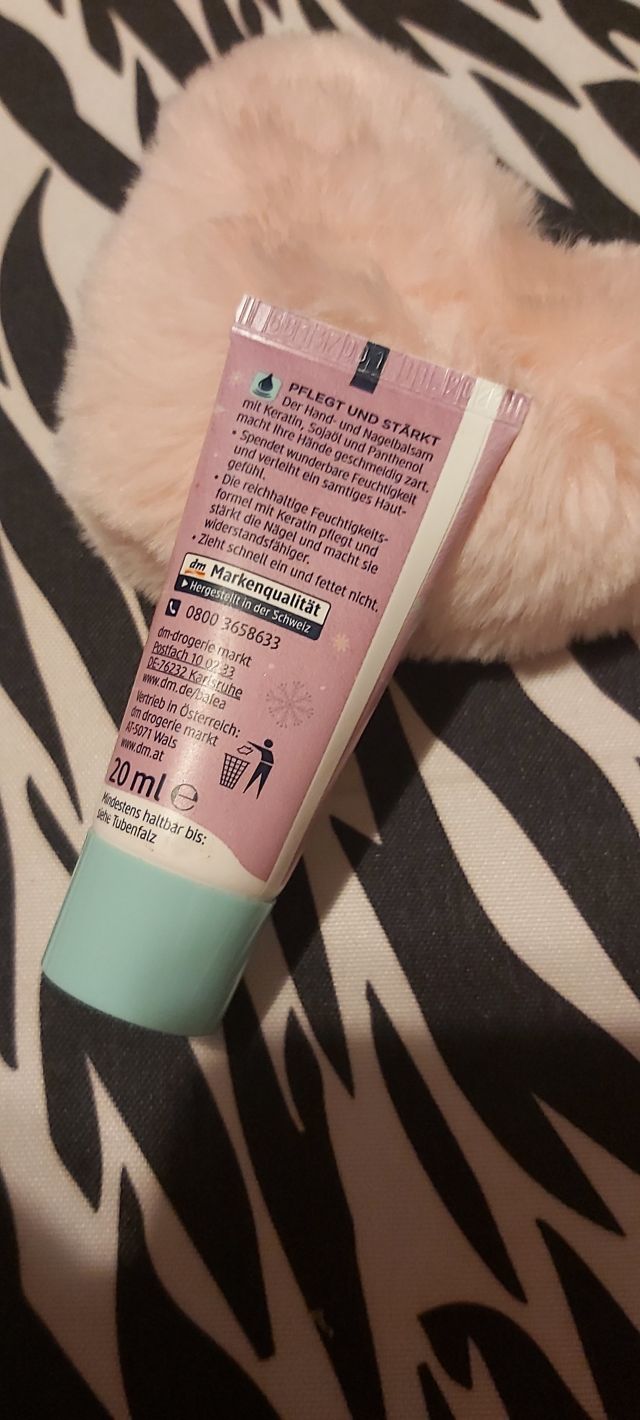 PFLEGT UND STÄRKT
Der Hand- und Nagelbalsam
mit Keratin, Sojaöl und Panthenol
macht Ihre Hände geschmeidig zart.
• Spendet wunderbare Feuchtigkeit
und verleiht ein samtiges Haut-
gefühl.
• Die reichhaltige Feuchtigkeits-
formel mit Keratin pflegt und
stärkt die Nägel und macht sie
widerstandsfähiger.
• Zieht schnell ein und fettet nicht.
dm Markenqualität
Hergestellt in der Schweiz
0800 3658633
dm-drogerie markt
Postfach 10 02 33
DE-76232 Karlsruhe
www.dm.de/balea
Vertrieb in Österreich:
dm drogerie markt
AT-5071 Wals
www.dm.at
20 ml ℮
Mindestens haltbar bis:
siehe Tubenfalz